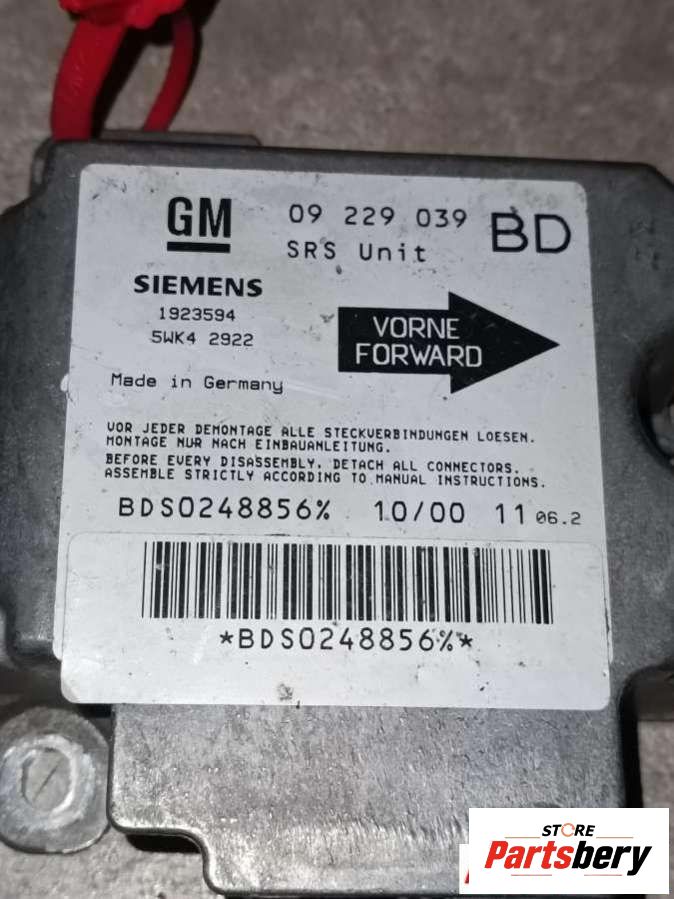 GM
09 229 039 BD
SRS Unit
SIEMENS
1923594
5WK4 2922
VORNE
FORWARD
Made in Germany
VOR JEDER DEMONTAGE ALLE STECKVERBINDUNGEN LOESEN.
MONTAGE NUR NACH EINBAUANLEITUNG.
BEFORE EVERY DISASSEMBLY, DETACH ALL CONNECTORS.
ASSEMBLE STRICTLY ACCORDING TO MANUAL INSTRUCTIONS.
BDS0248856% 10/00 11 06.2
*BDS0248856%*
STORE
Partsbery